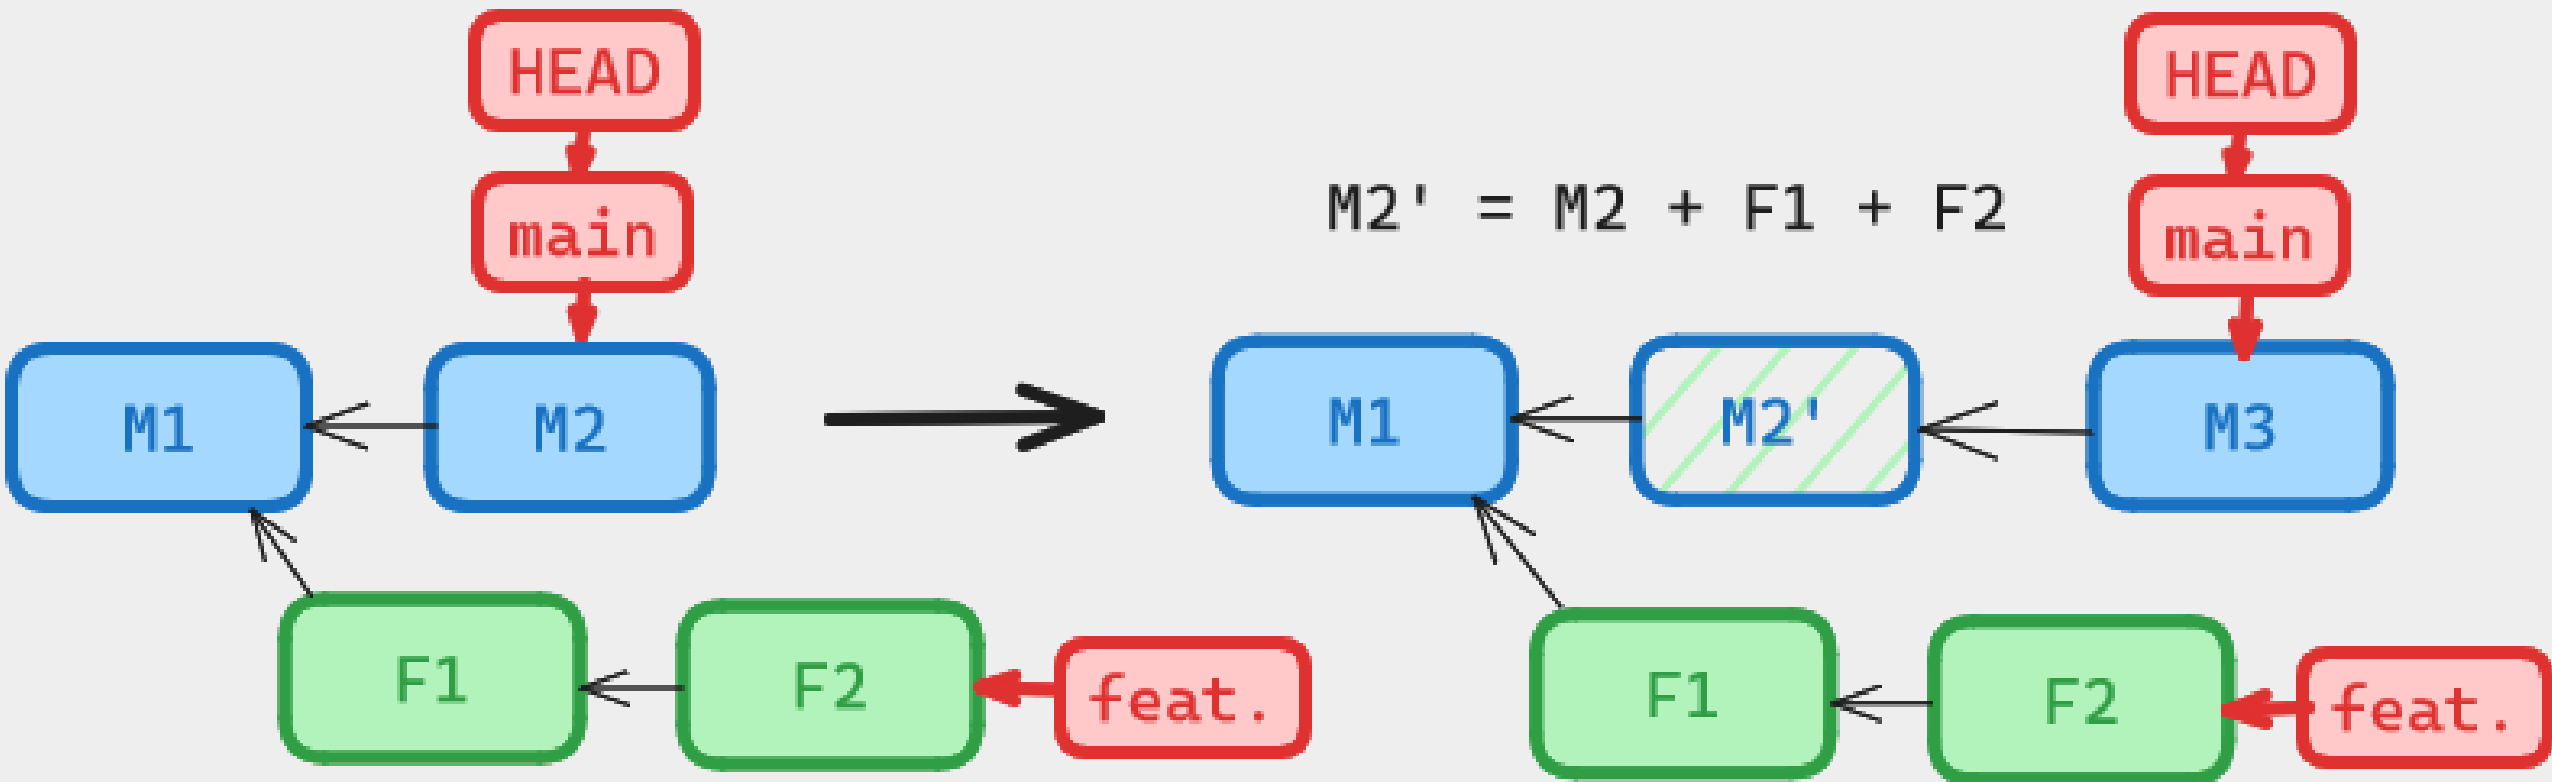 HEAD
main
M1
M2
F1
F2
feat.
M2' = M2 + F1 + F2
HEAD
main
M1
M2'
M3
F1
F2
feat.